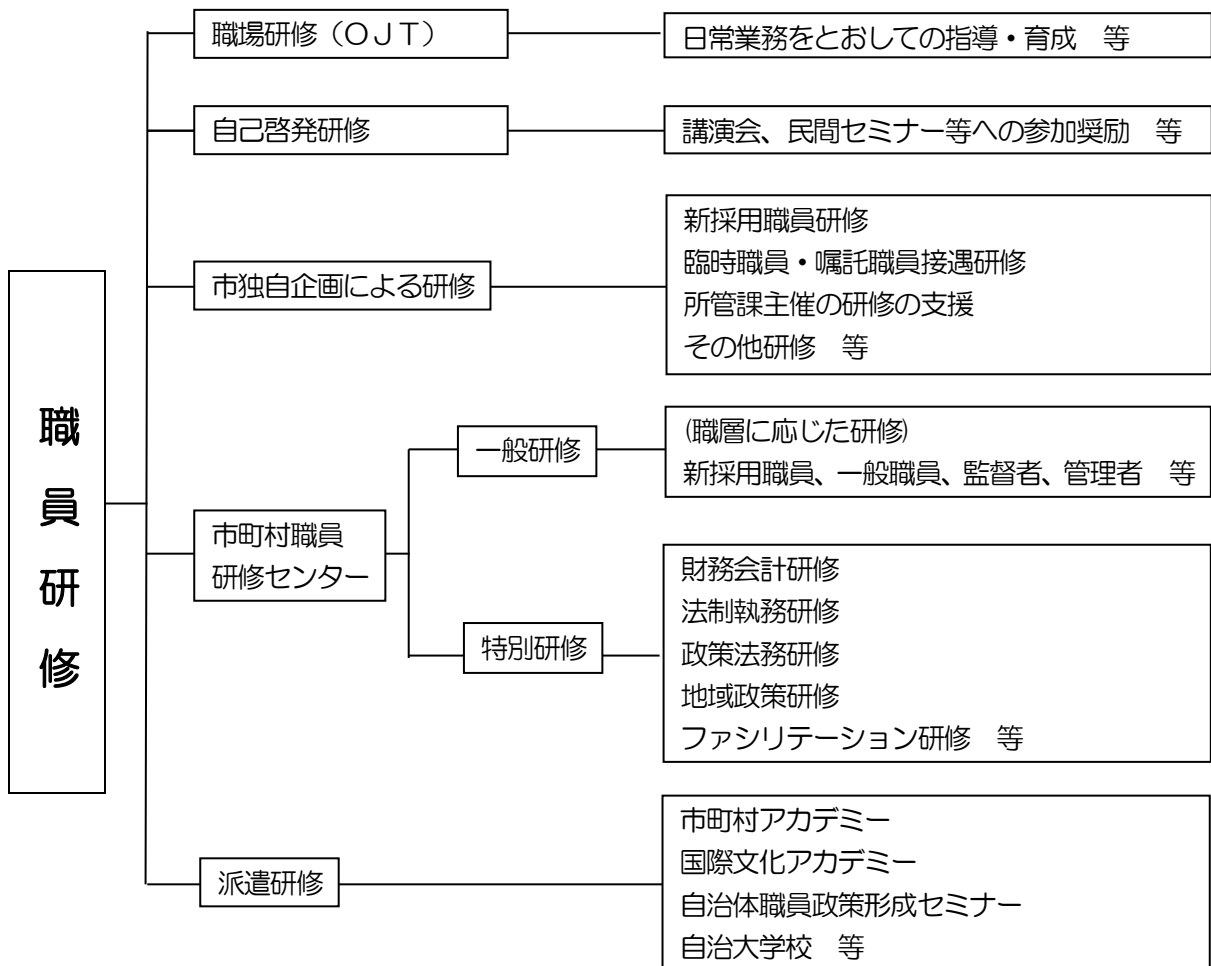 職員研修
職場研修（ＯＪＴ）
日常業務をとおしての指導・育成　等
自己啓発研修
講演会、民間セミナー等への参加奨励　等
市独自企画による研修
新採用職員研修
臨時職員・嘱託職員接遇研修
所管課主催の研修の支援
その他研修　等
市町村職員
研修センター
一般研修
(職層に応じた研修)
新採用職員、一般職員、監督者、管理者　等
特別研修
財務会計研修
法制執務研修
政策法務研修
地域政策研修
ファシリテーション研修　等
派遣研修
市町村アカデミー
国際文化アカデミー
自治体職員政策形成セミナー
自治大学校　等